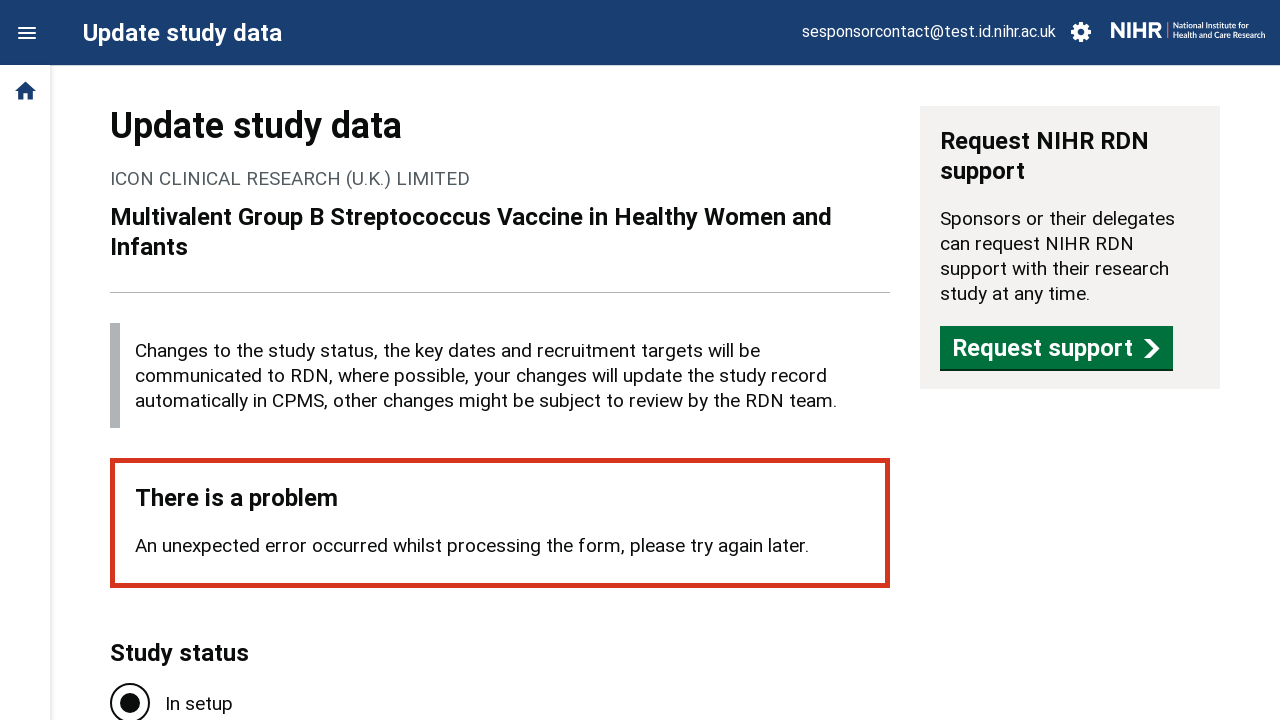 Update study data
sesponsorcontact@test.id.nihr.ac.uk
NIHR | National Institute for
Health and Care Research
Update study data
ICON CLINICAL RESEARCH (U.K.) LIMITED
Multivalent Group B Streptococcus Vaccine in Healthy Women and
Infants
Changes to the study status, the key dates and recruitment targets will be
communicated to RDN, where possible, your changes will update the study record
automatically in CPMS, other changes might be subject to review by the RDN team.
There is a problem
An unexpected error occurred whilst processing the form, please try again later.
Study status
In setup
Request NIHR RDN
support
Sponsors or their delegates
can request NIHR RDN
support with their research
study at any time.
Request support